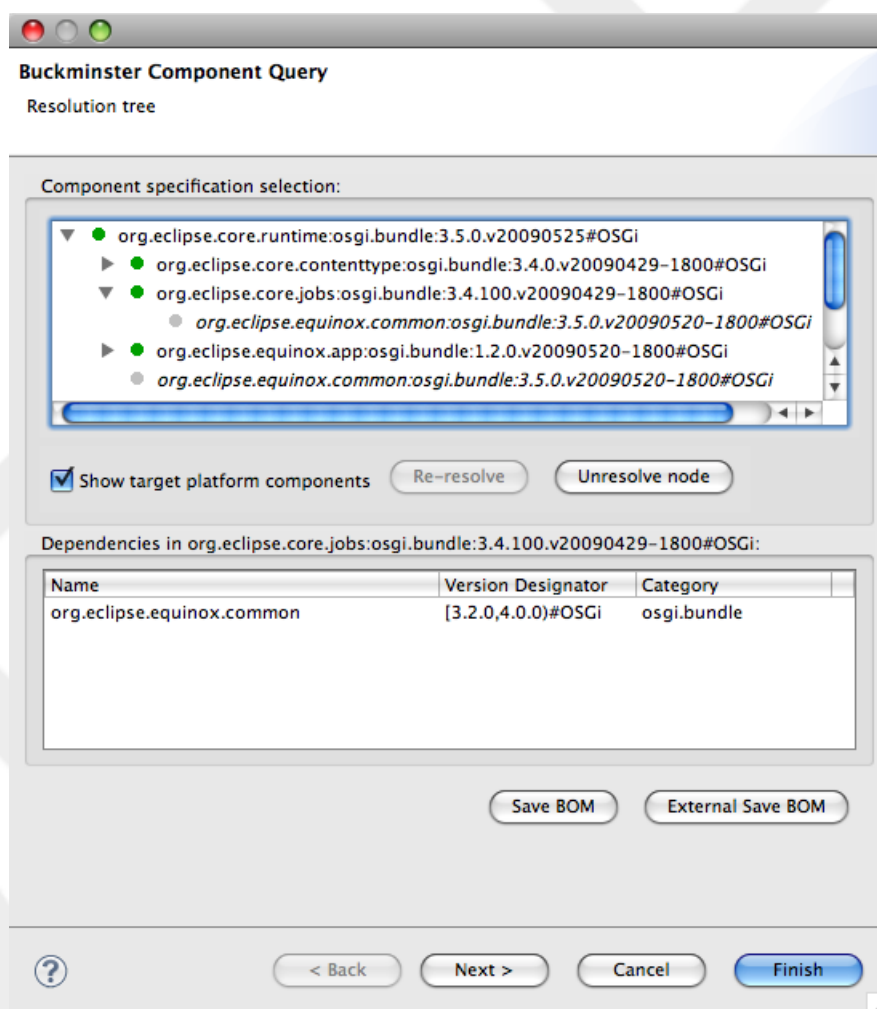 Buckminster Component Query
Resolution tree
Component specification selection:
org.eclipse.core.runtime:osgi.bundle:3.5.0.v20090525#OSGi
org.eclipse.core.contenttype:osgi.bundle:3.4.0.v20090429-1800#OSGi
org.eclipse.core.jobs:osgi.bundle:3.4.100.v20090429-1800#OSGi
org.eclipse.equinox.common:osgi.bundle:3.5.0.v20090520-1800#OSGi
org.eclipse.equinox.app:osgi.bundle:1.2.0.v20090520-1800#OSGi
org.eclipse.equinox.common:osgi.bundle:3.5.0.v20090520-1800#OSGi
Show target platform components Re-resolve Unresolve node
Dependencies in org.eclipse.core.jobs:osgi.bundle:3.4.100.v20090429-1800#OSGi:
Name Version Designator Category
org.eclipse.equinox.common [3.2.0,4.0.0)#OSGi osgi.bundle
Save BOM External Save BOM
? < Back Next > Cancel Finish